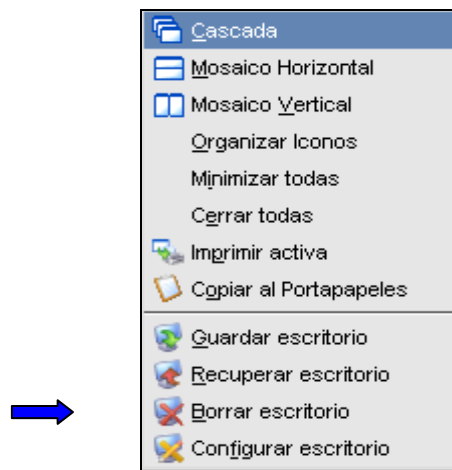 Cascada
Mosaico Horizontal
Mosaico Vertical
Organizar Iconos
Minimizar todas
Cerrar todas
Imprimir activa
Copiar al Portapapeles
Guardar escritorio
Recuperar escritorio
Borrar escritorio
Configurar escritorio